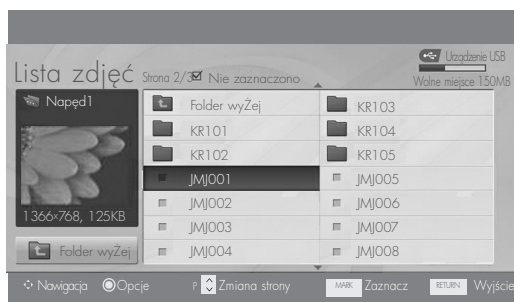 Urządzenie USB
Lista zdjęć Strona 2/3 Nie zaznaczono Wolne miejsce 150MB
Napęd1
Folder wyŻej KR103
KR101 KR104
KR102 KR105
JMJ001 JMJ005
JMJ002 JMJ006
JMJ003 JMJ007
JMJ004 JMJ008
1366×768, 125KB
Folder wyŻej
Nawigacja Opcje P Zmiana strony MARK Zaznacz RETURN Wyjście